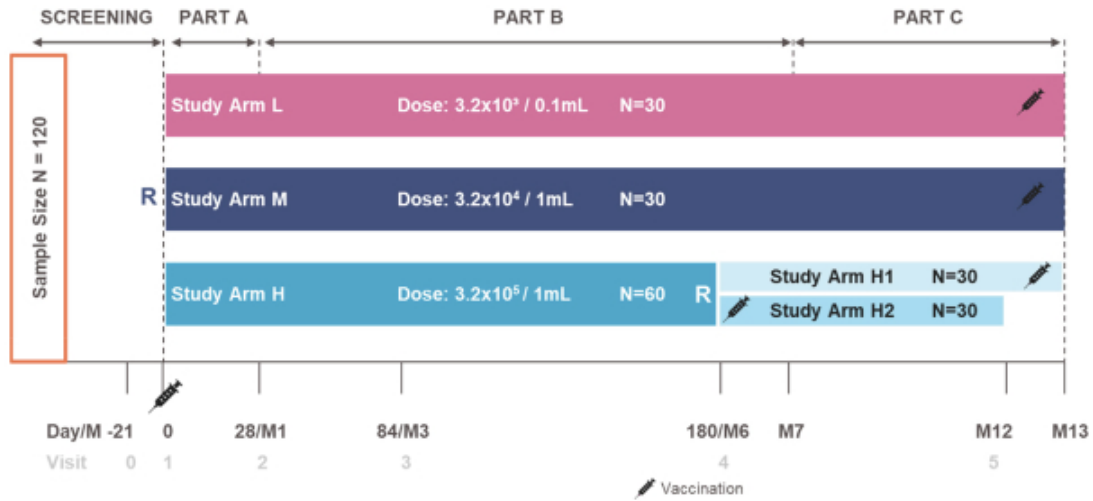 SCREENING PART A PART B PART C
Sample Size N = 120
Study Arm L Dose: 3.2x10³ / 0.1mL N=30
R Study Arm M Dose: 3.2x10⁴ / 1mL N=30
Study Arm H Dose: 3.2x10⁵ / 1mL N=60 R
Study Arm H1 N=30
Study Arm H2 N=30
Day/M -21 0 28/M1 84/M3 180/M6 M7 M12 M13
Visit 0 1 2 3 4 5
Vaccination